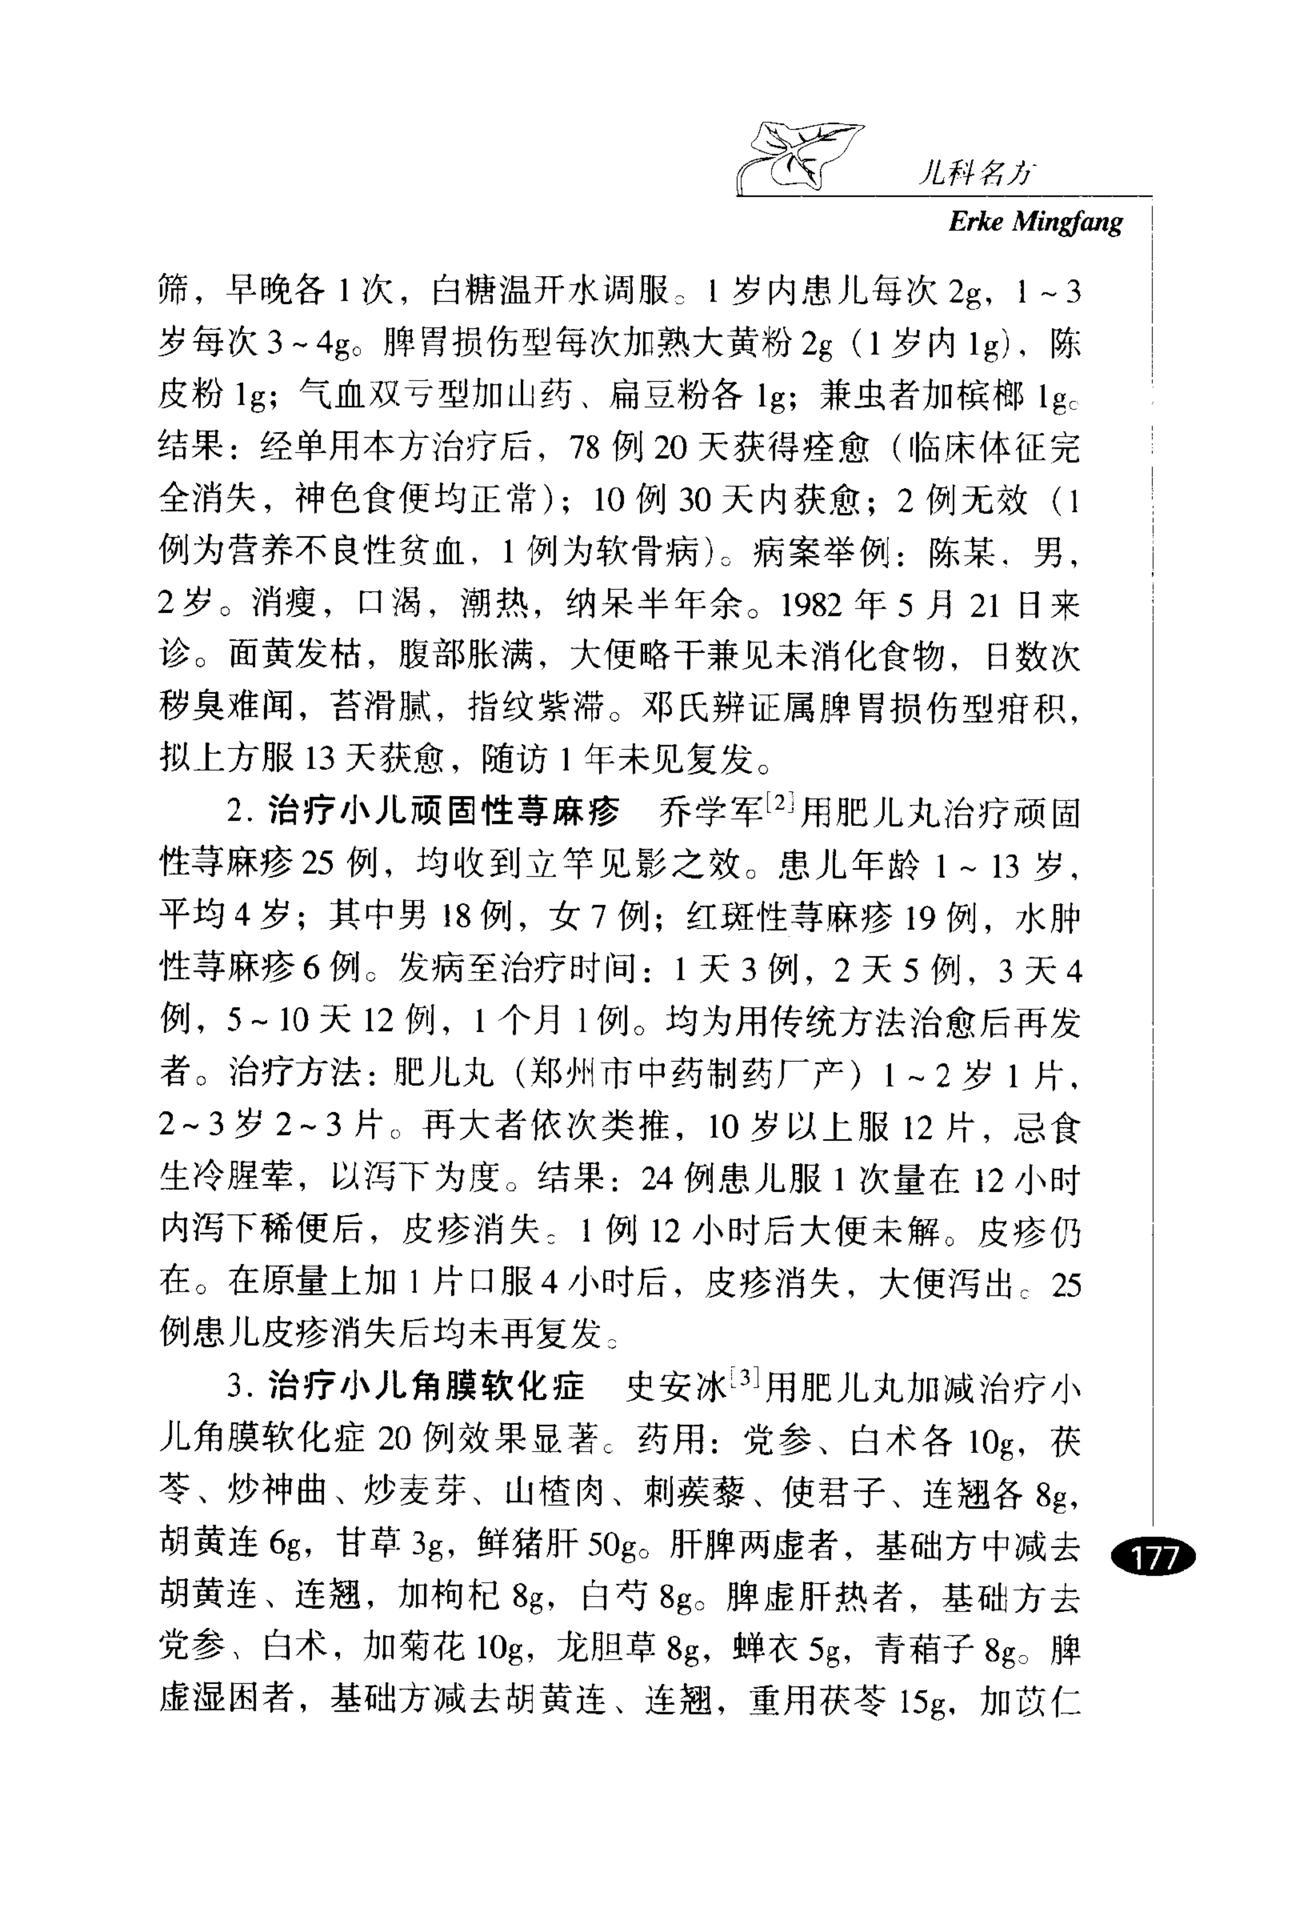 儿科名方
Erke Mingfang
筛，早晚各1次，白糖温开水调服。1岁内患儿每次2g，1～3
岁每次3～4g。脾胃损伤型每次加熟大黄粉2g（1岁内1g），陈
皮粉1g；气血双亏型加山药、扁豆粉各1g；兼虫者加槟榔1g。
结果：经单用本方治疗后，78例20天获得痊愈（临床体征完
全消失，神色食便均正常）；10例30天内获愈；2例无效（1
例为营养不良性贫血，1例为软骨病）。病案举例：陈某，男，
2岁。消瘦，口渴，潮热，纳呆半年余。1982年5月21日来
诊。面黄发枯，腹部胀满，大便略干兼见未消化食物，日数次
秽臭难闻，苔滑腻，指纹紫滞。邓氏辨证属脾胃损伤型疳积，
拟上方服13天获愈，随访1年未见复发。
2. 治疗小儿顽固性荨麻疹　乔学军[2]用肥儿丸治疗顽固
性荨麻疹25例，均收到立竿见影之效。患儿年龄1～13岁，
平均4岁；其中男18例，女7例；红斑性荨麻疹19例，水肿
性荨麻疹6例。发病至治疗时间：1天3例，2天5例，3天4
例，5～10天12例，1个月1例。均为用传统方法治愈后再发
者。治疗方法：肥儿丸（郑州市中药制药厂产）1～2岁1片，
2～3岁2～3片。再大者依次类推，10岁以上服12片，忌食
生冷腥荤，以泻下为度。结果：24例患儿服1次量在12小时
内泻下稀便后，皮疹消失。1例12小时后大便未解。皮疹仍
在。在原量上加1片口服4小时后，皮疹消失，大便泻出。25
例患儿皮疹消失后均未再复发。
3. 治疗小儿角膜软化症　史安冰[3]用肥儿丸加减治疗小
儿角膜软化症20例效果显著。药用：党参、白术各10g，茯
苓、炒神曲、炒麦芽、山楂肉、刺蒺藜、使君子、连翘各8g，
胡黄连6g，甘草3g，鲜猪肝50g。肝脾两虚者，基础方中减去
胡黄连、连翘，加枸杞8g，白芍8g。脾虚肝热者，基础方去
党参、白术，加菊花10g，龙胆草8g，蝉衣5g，青葙子8g。脾
虚湿困者，基础方减去胡黄连、连翘，重用茯苓15g，加苡仁
177